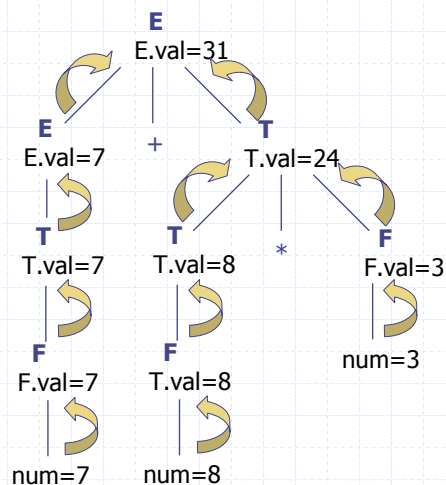 E
E.val=31
E + T
E.val=7 T.val=24
T T * F
T.val=7 T.val=8 F.val=3
F F num=3
F.val=7 T.val=8
num=7 num=8